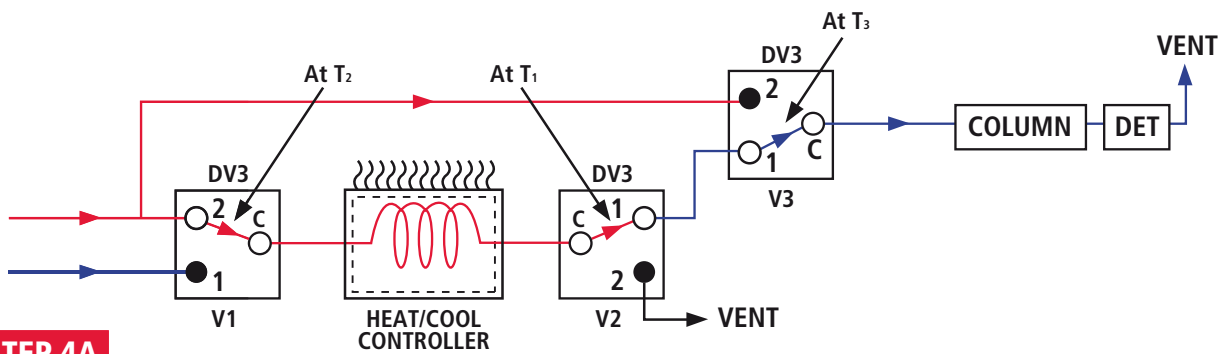 At T₃
VENT
DV3
At T₂
At T₁
2
1
C
COLUMN
DET
V3
DV3
DV3
2
C
1
V1
HEAT/COOL
CONTROLLER
C
1
2
V2
VENT
4A